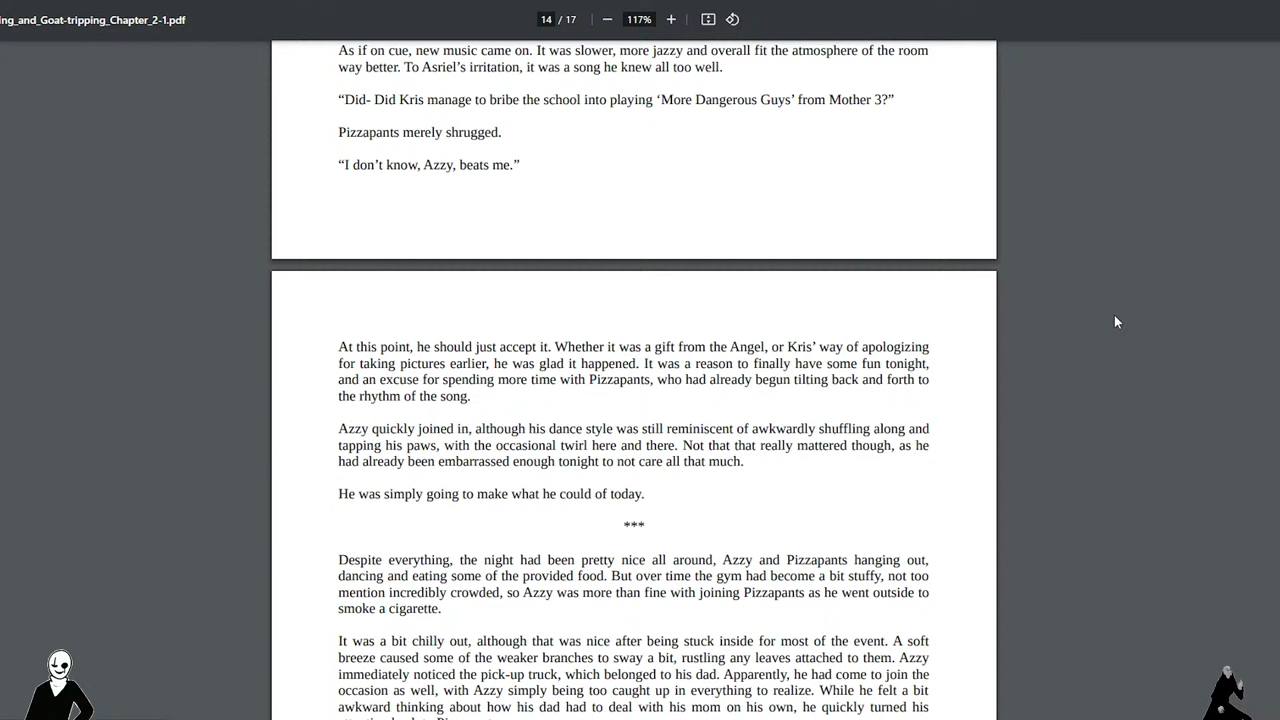 ing_and_Goat-tripping_Chapter_2-1.pdf
14 / 17
117%
As if on cue, new music came on. It was slower, more jazzy and overall fit the atmosphere of the room
way better. To Asriel’s irritation, it was a song he knew all too well.
“Did- Did Kris manage to bribe the school into playing ‘More Dangerous Guys’ from Mother 3?”
Pizzapants merely shrugged.
“I don’t know, Azzy, beats me.”
At this point, he should just accept it. Whether it was a gift from the Angel, or Kris’ way of apologizing
for taking pictures earlier, he was glad it happened. It was a reason to finally have some fun tonight,
and an excuse for spending more time with Pizzapants, who had already begun tilting back and forth to
the rhythm of the song.
Azzy quickly joined in, although his dance style was still reminiscent of awkwardly shuffling along and
tapping his paws, with the occasional twirl here and there. Not that that really mattered though, as he
had already been embarrassed enough tonight to not care all that much.
He was simply going to make what he could of today.
***
Despite everything, the night had been pretty nice all around, Azzy and Pizzapants hanging out,
dancing and eating some of the provided food. But over time the gym had become a bit stuffy, not too
mention incredibly crowded, so Azzy was more than fine with joining Pizzapants as he went outside to
smoke a cigarette.
It was a bit chilly out, although that was nice after being stuck inside for most of the event. A soft
breeze caused some of the weaker branches to sway a bit, rustling any leaves attached to them. Azzy
immediately noticed the pick-up truck, which belonged to his dad. Apparently, he had come to join the
occasion as well, with Azzy simply being too caught up in everything to realize. While he felt a bit
awkward thinking about how his dad had to deal with his mom on his own, he quickly turned his